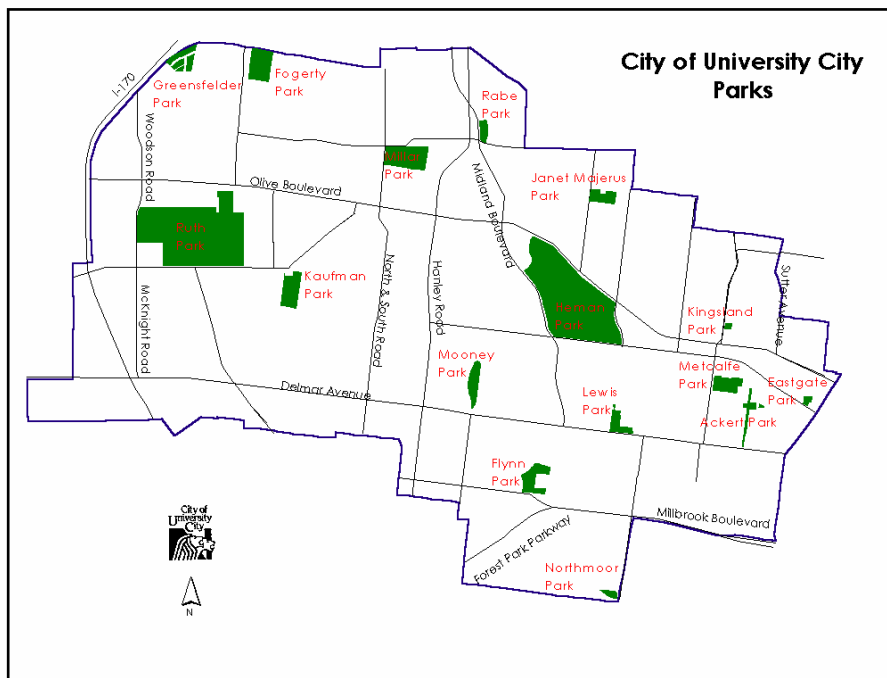 City of University City
Parks
I-170
Greensfelder
Park
Fogerty
Park
Rabe
Park
Woodson Road
Park
Olive Boulevard
Midland Boulevard
Janet Majerus
Park
Park
Kaufman
Park
McKnight Road
North & South Road
Hanley Road
Heman
Park
Kingsland
Park
Sutter Avenue
Mooney
Park
Delmar Avenue
Lewis
Park
Metcalfe
Park
Eastgate
Park
Ackert Park
Flynn
Park
Millbrook Boulevard
Forest Park Parkway
Northmoor
Park
City of
University
City
N